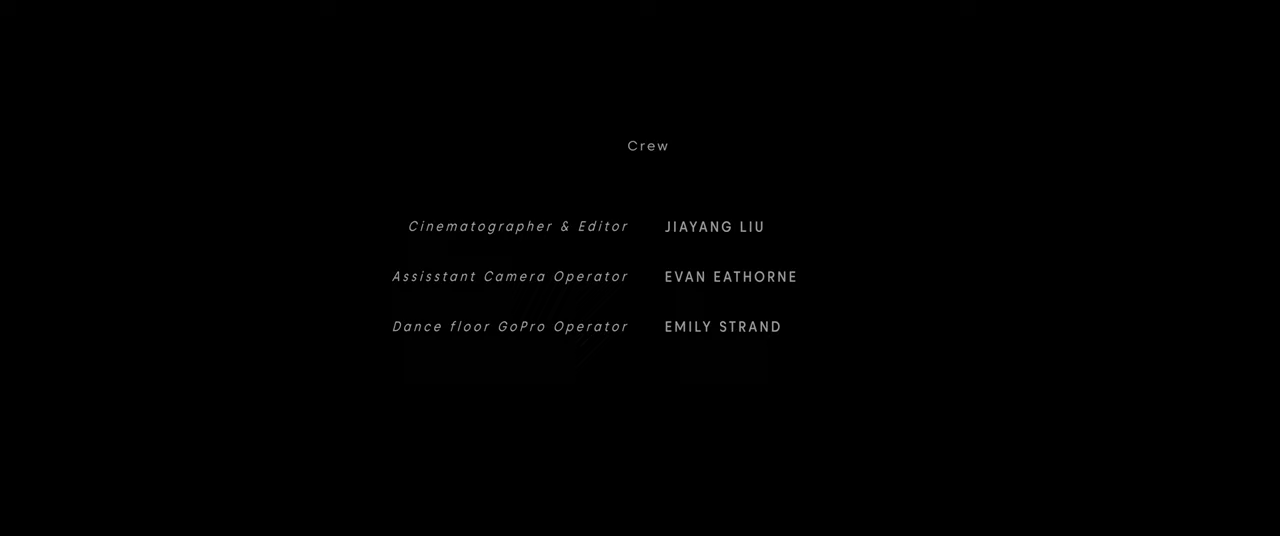 Crew
Cinematographer & Editor JIAYANG LIU
Assisstant Camera Operator EVAN EATHORNE
Dance floor GoPro Operator EMILY STRAND